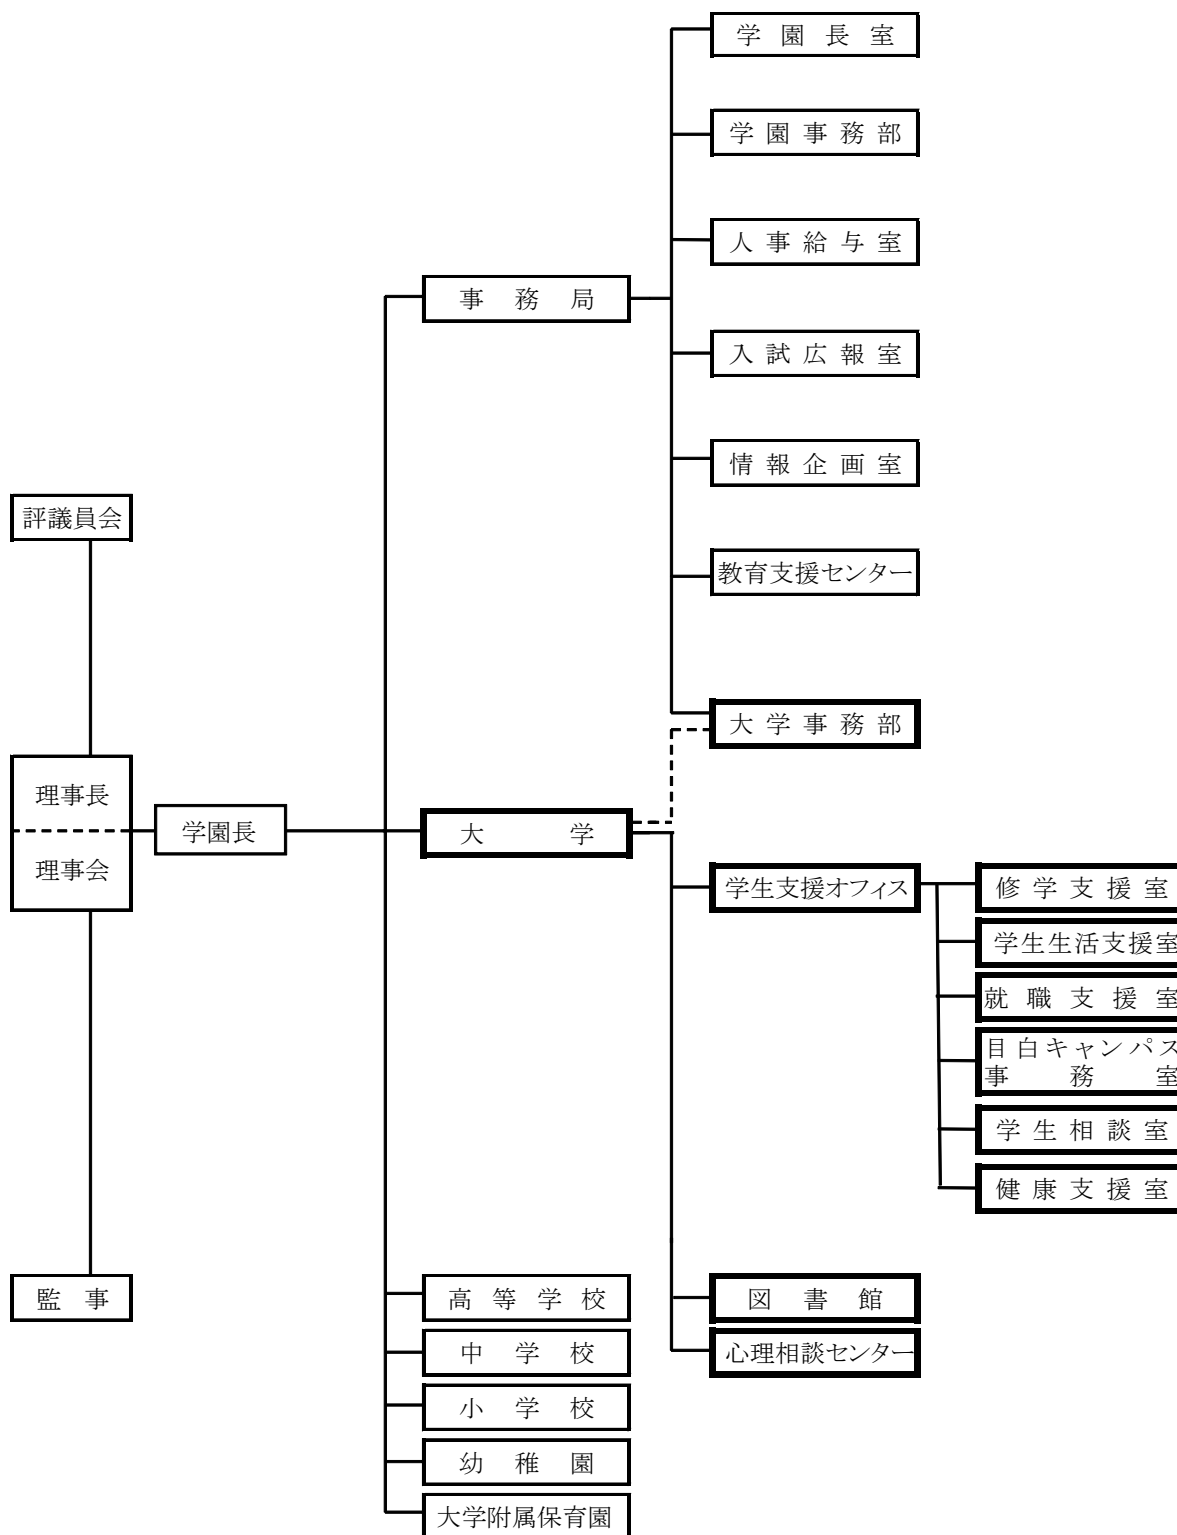 学園長室
学園事務部
人事給与室
事務局
入試広報室
情報企画室
評議員会
教育支援センター
大学事務部
理事長
学園長
大学
理事会
学生支援オフィス
修学支援室
学生生活支援室
就職支援室
目白キャンパス
事務室
学生相談室
健康支援室
監事
高等学校
図書館
中学校
心理相談センター
小学校
幼稚園
大学附属保育園